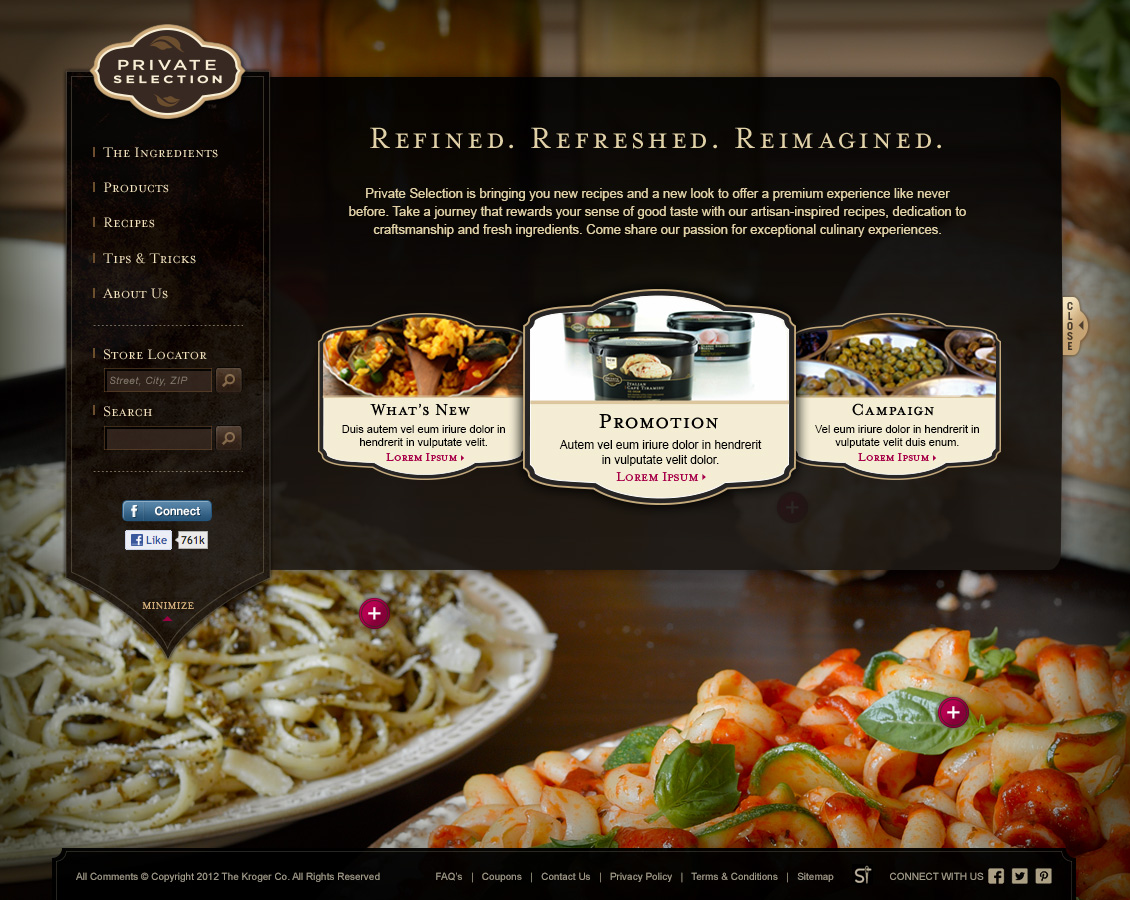 PRIVATE
SELECTION
The Ingredients
Products
Recipes
Tips & Tricks
About Us
Store Locator
Street, City, ZIP
Search
f Connect
Like 761k
MINIMIZE
Refined. Refreshed. Reimagined.
Private Selection is bringing you new recipes and a new look to offer a premium experience like never
before. Take a journey that rewards your sense of good taste with our artisan-inspired recipes, dedication to
craftsmanship and fresh ingredients. Come share our passion for exceptional culinary experiences.
What's New
Duis autem vel eum iriure dolor in
hendrerit in vulputate velit.
Lorem Ipsum
ITALIAN
Promotion
Autem vel eum iriure dolor in hendrerit
in vulputate velit dolor.
Lorem Ipsum
Campaign
Vel eum iriure dolor in hendrerit in
vulputate velit duis enum.
Lorem Ipsum
CLOSE
All Comments © Copyright 2012 The Kroger Co. All Rights Reserved
FAQ's | Coupons | Contact Us | Privacy Policy | Terms & Conditions | Sitemap
CONNECT WITH US